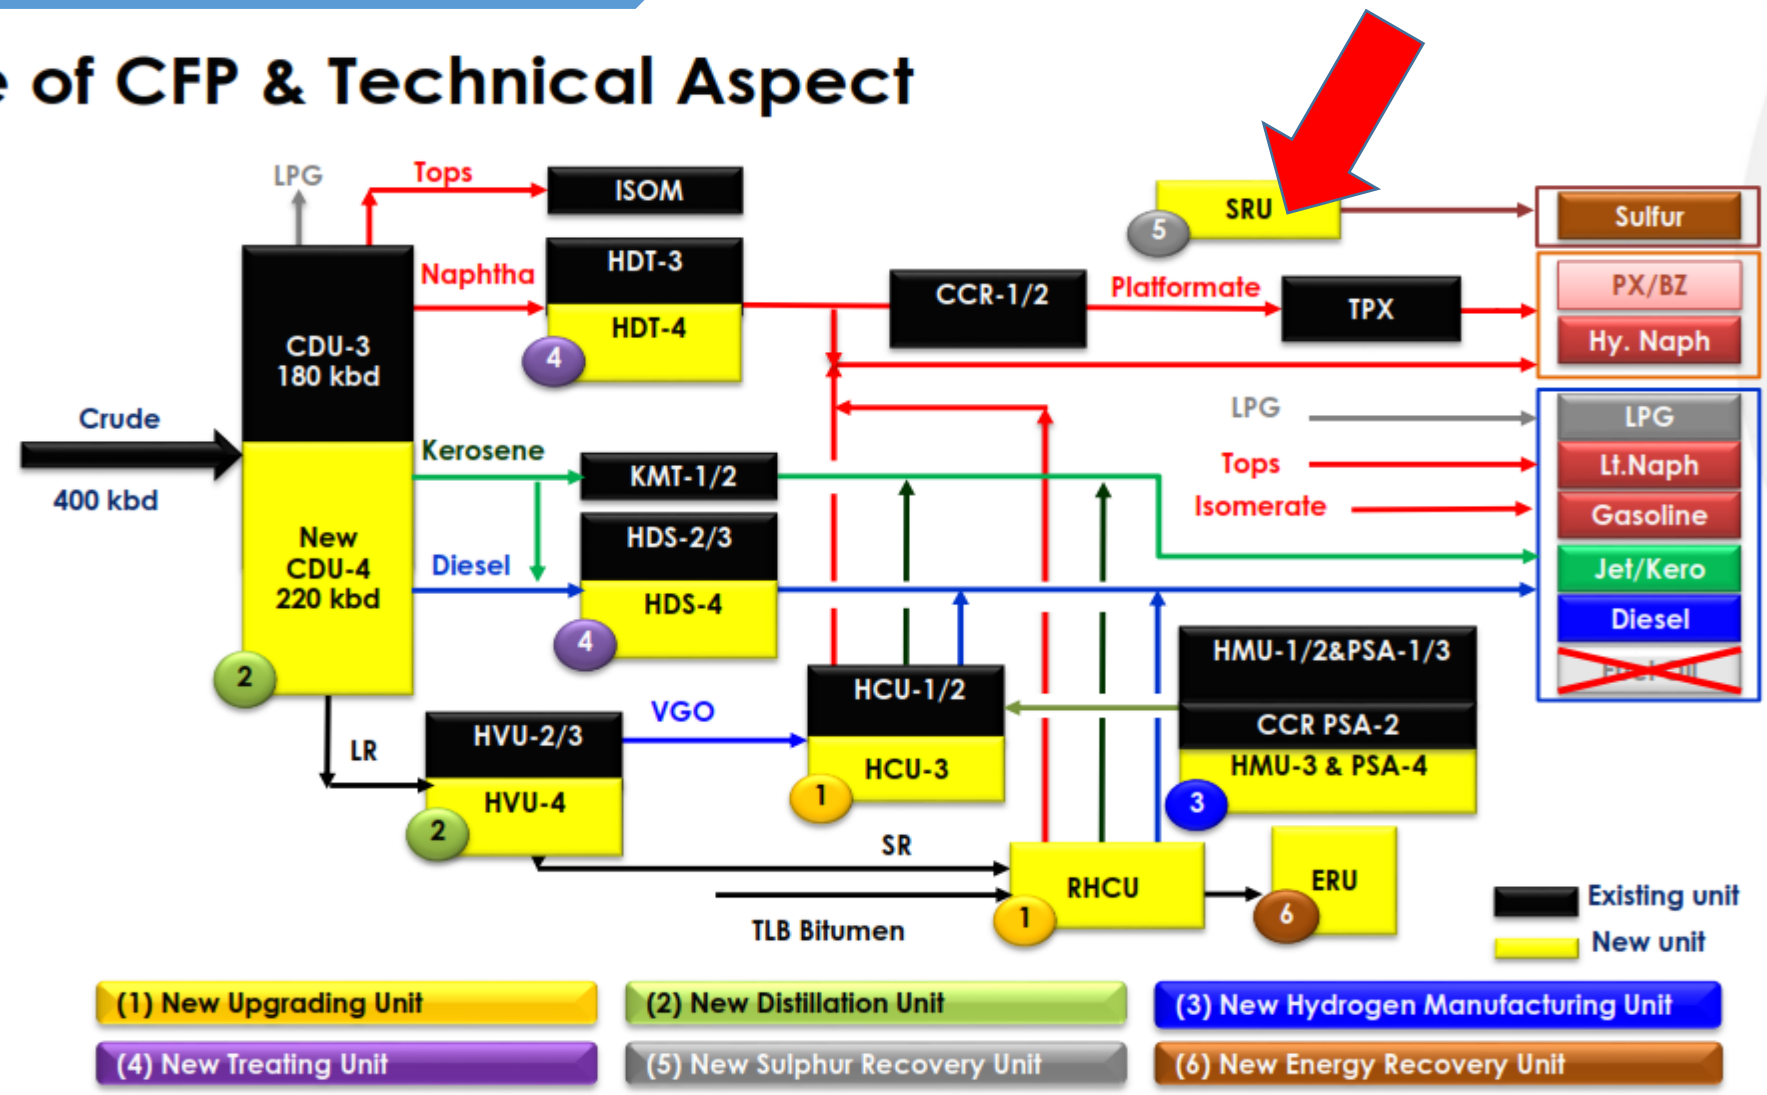 of CFP & Technical Aspect
LPG
Tops
ISOM
SRU
5
Sulfur
Naphtha
HDT-3
HDT-4
4
CCR-1/2
Platformate
TPX
PX/BZ
Hy. Naph
CDU-3
180 kbd
Crude
400 kbd
Kerosene
KMT-1/2
LPG
LPG
Tops
Lt.Naph
Isomerate
Gasoline
New
CDU-4
220 kbd
2
Diesel
HDS-2/3
HDS-4
4
Jet/Kero
Diesel
HMU-1/2&PSA-1/3
CCR PSA-2
HMU-3 & PSA-4
3
LR
HVU-2/3
HVU-4
2
VGO
HCU-1/2
HCU-3
1
SR
TLB Bitumen
RHCU
1
ERU
6
Existing unit
New unit
(1) New Upgrading Unit
(2) New Distillation Unit
(3) New Hydrogen Manufacturing Unit
(4) New Treating Unit
(5) New Sulphur Recovery Unit
(6) New Energy Recovery Unit